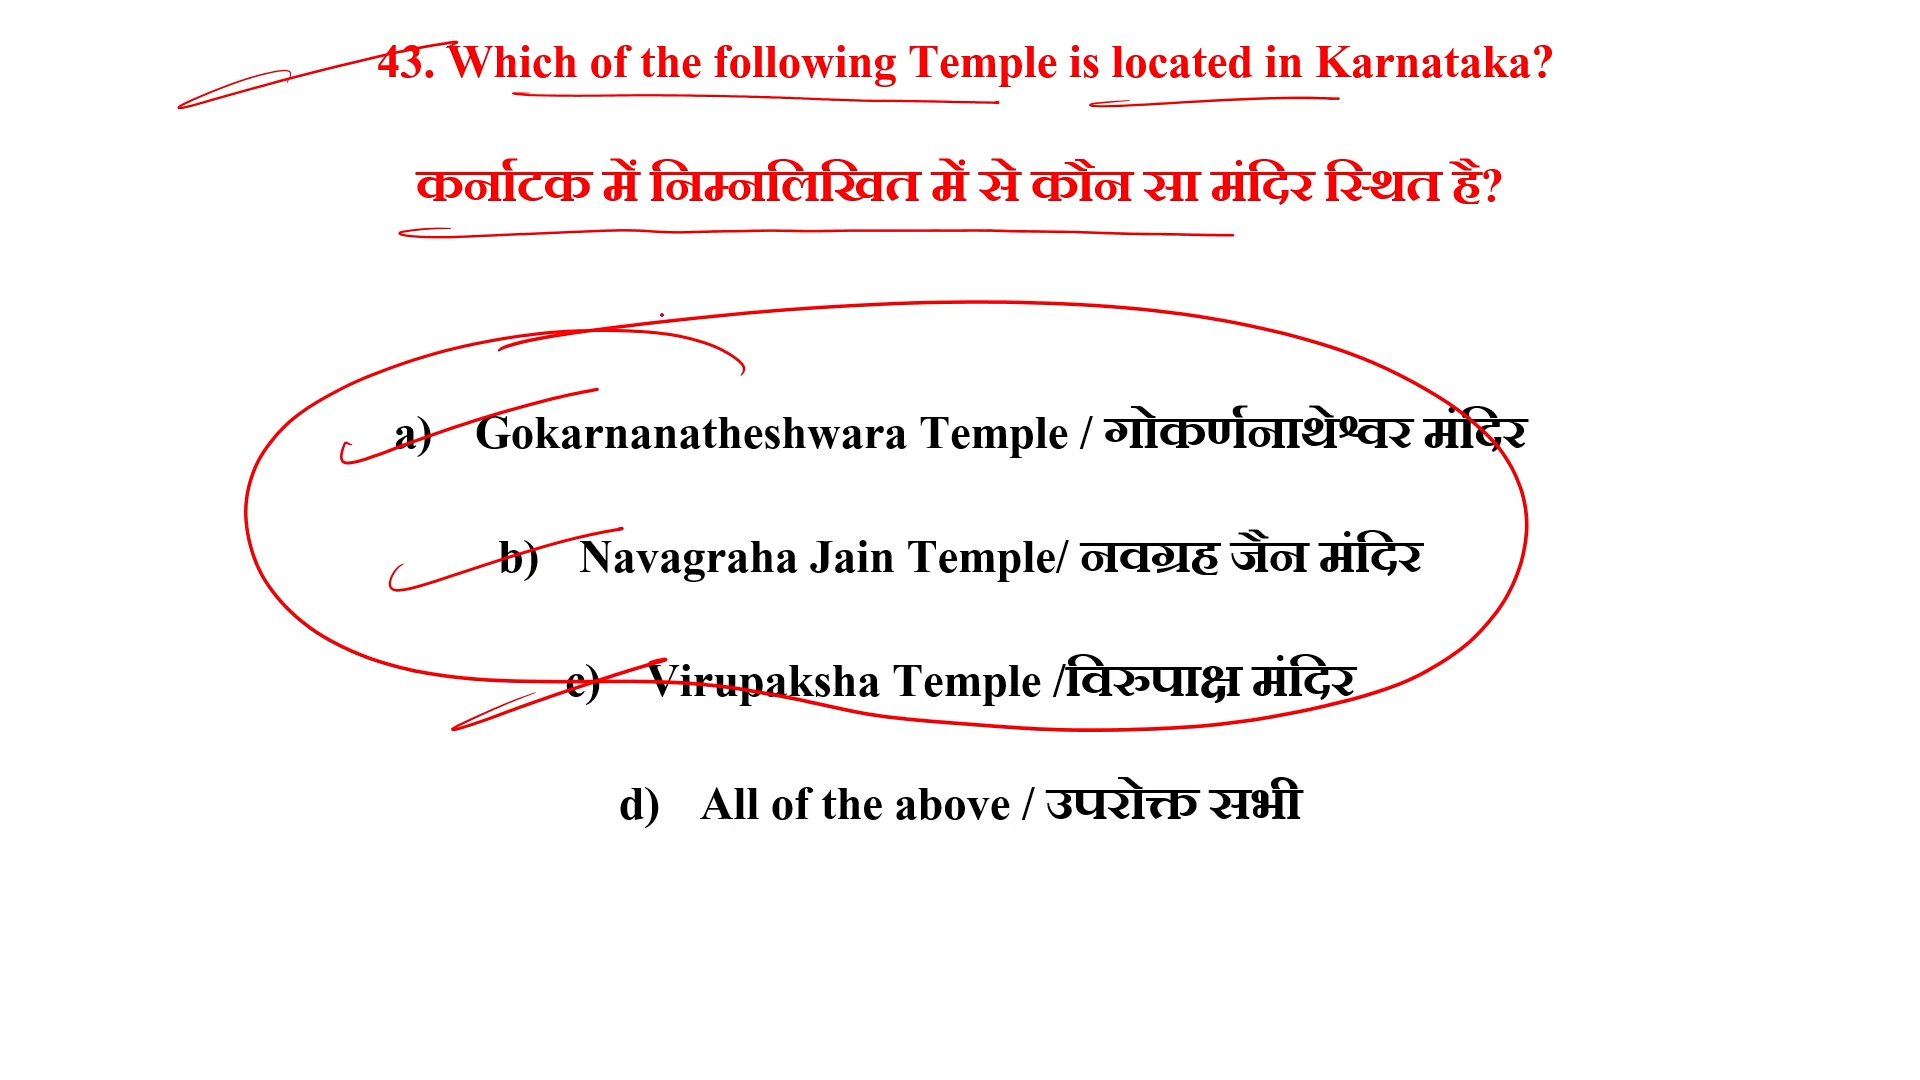 43. Which of the following Temple is located in Karnataka?
कर्नाटक में निम्नलिखित में से कौन सा मंदिर स्थित है?
a) Gokarnanatheshwara Temple / गोकर्णनाथेश्वर मंदिर
b) Navagraha Jain Temple/ नवग्रह जैन मंदिर
c) Virupaksha Temple /विरुपाक्ष मंदिर
d) All of the above / उपरोक्त सभी